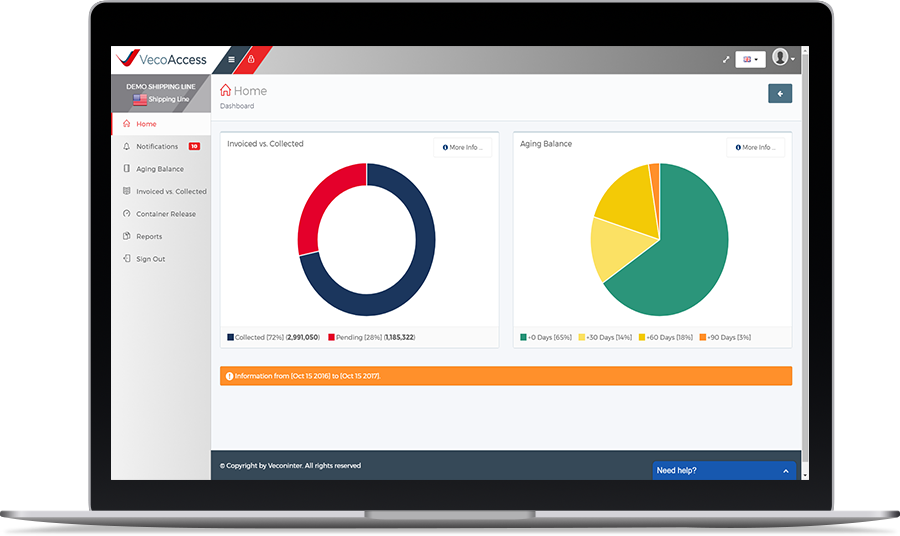 VecoAccess
DEMO SHIPPING LINE
Shipping Line
Home
Notifications 10
Aging Balance
Invoiced vs. Collected
Container Release
Reports
Sign Out
Home
Dashboard
Invoiced vs. Collected
More Info ...
Collected [72%] (2,991,050) Pending [28%] (1,185,322)
Aging Balance
More Info ...
+0 Days [65%] +30 Days [14%] +60 Days [18%] +90 Days [3%]
Information from [Oct 15 2016] to [Oct 15 2017].
© Copyright by Veconinter. All rights reserved
Need help?